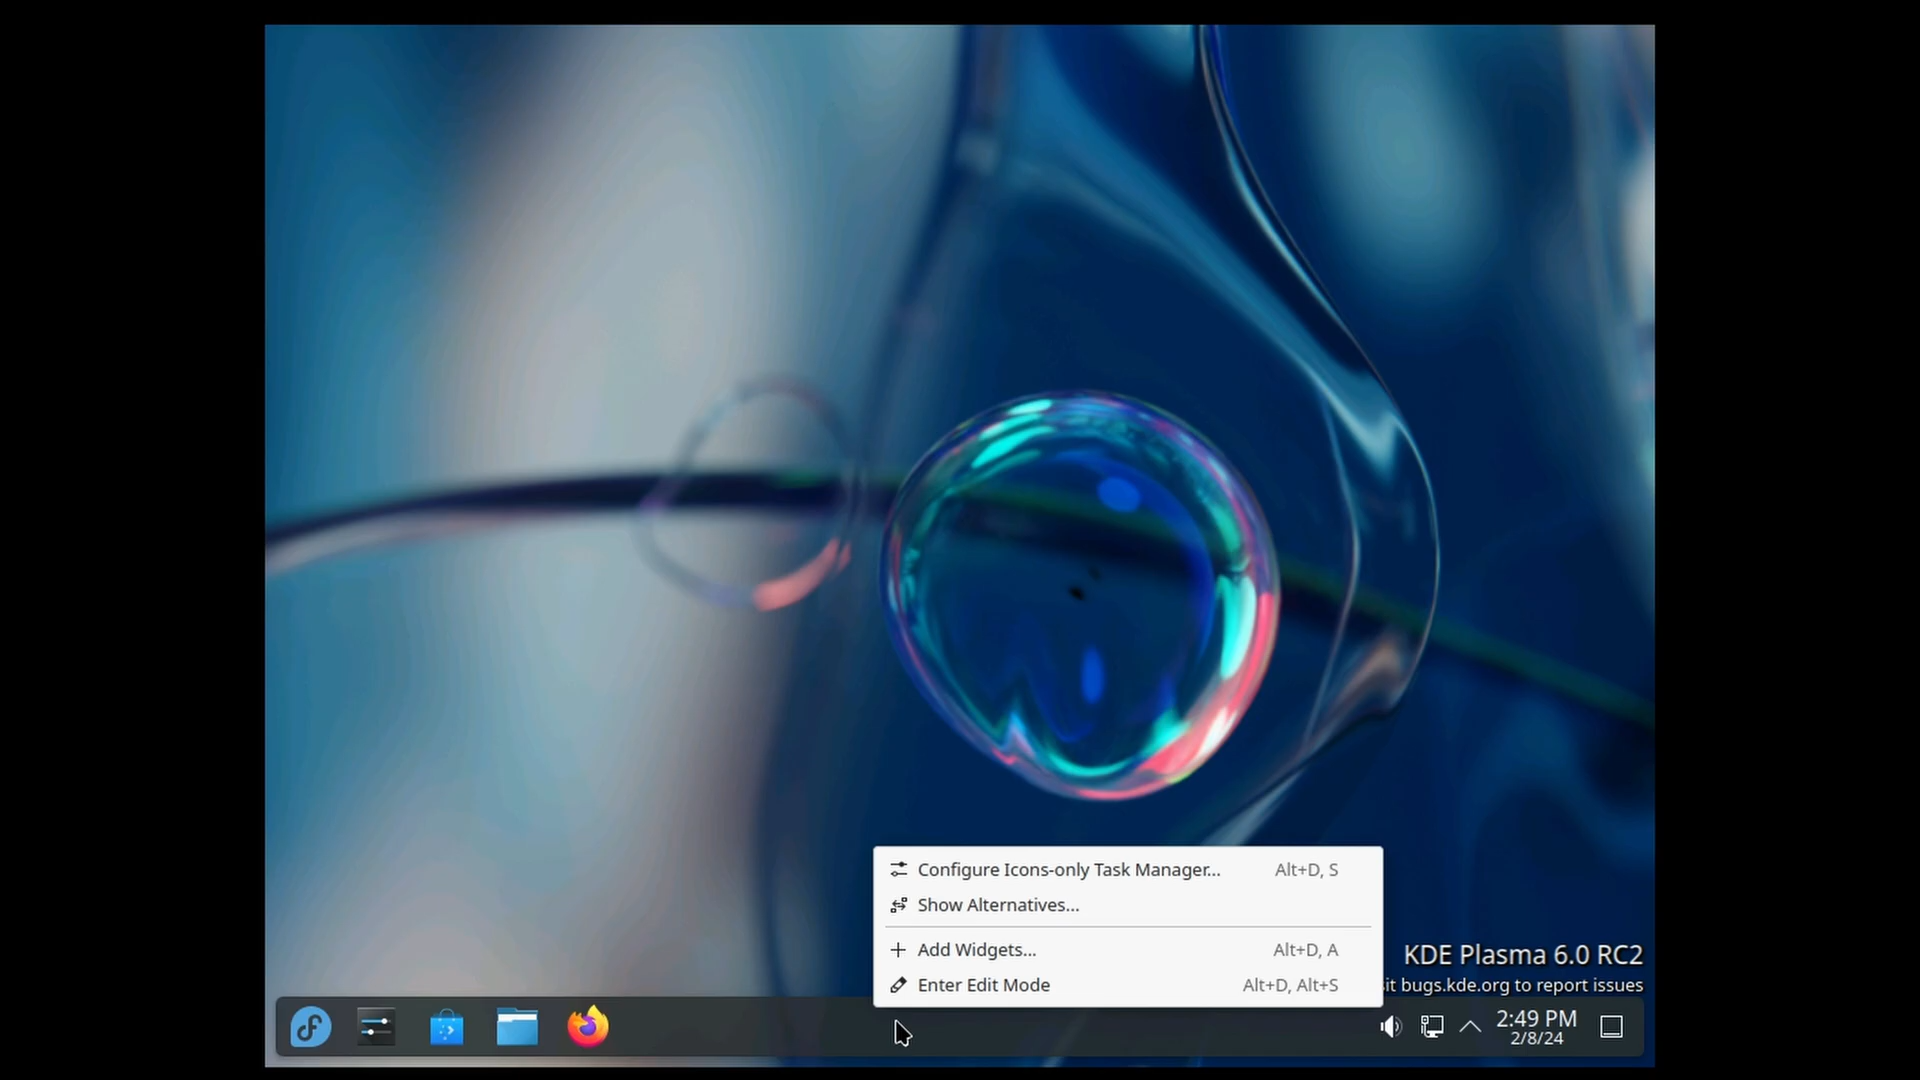 Configure Icons-only Task Manager... Alt+D, S
Show Alternatives...
Add Widgets... Alt+D, A
Enter Edit Mode Alt+D, Alt+S
KDE Plasma 6.0 RC2
bugs.kde.org to report issues
2:49 PM
2/8/24